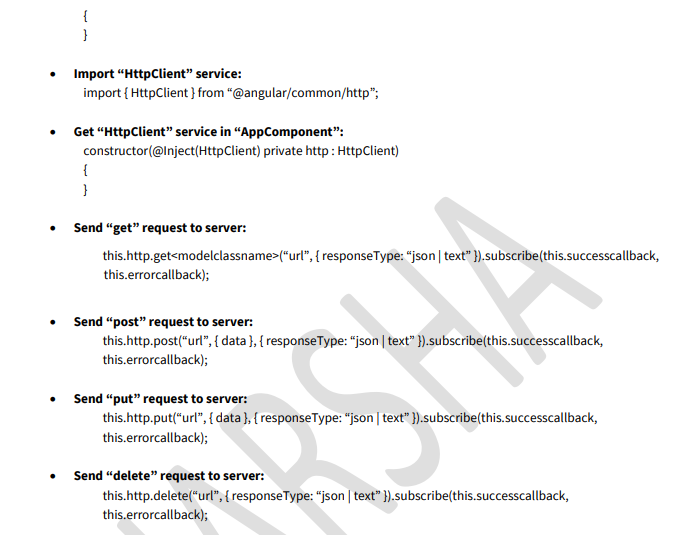 {
}
• Import “HttpClient” service:
import { HttpClient } from “@angular/common/http”;
• Get “HttpClient” service in “AppComponent”:
constructor(@Inject(HttpClient) private http : HttpClient)
{
}
• Send “get” request to server:
this.http.get<modelclassname>(“url”, { responseType: “json | text” }).subscribe(this.successcallback,
this.errorcallback);
• Send “post” request to server:
this.http.post(“url”, { data }, { responseType: “json | text” }).subscribe(this.successcallback,
this.errorcallback);
• Send “put” request to server:
this.http.put(“url”, { data }, { responseType: “json | text” }).subscribe(this.successcallback,
this.errorcallback);
• Send “delete” request to server:
this.http.delete(“url”, { responseType: “json | text” }).subscribe(this.successcallback,
this.errorcallback);
HARSHA